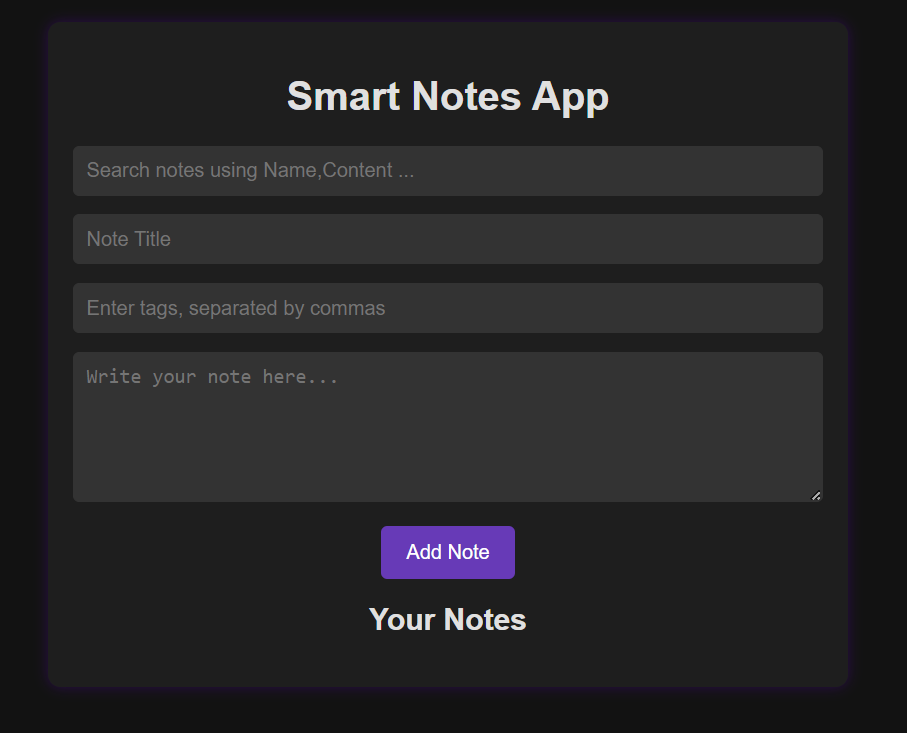 Smart Notes App
Search notes using Name,Content ...
Note Title
Enter tags, separated by commas
Write your note here...
Add Note
Your Notes